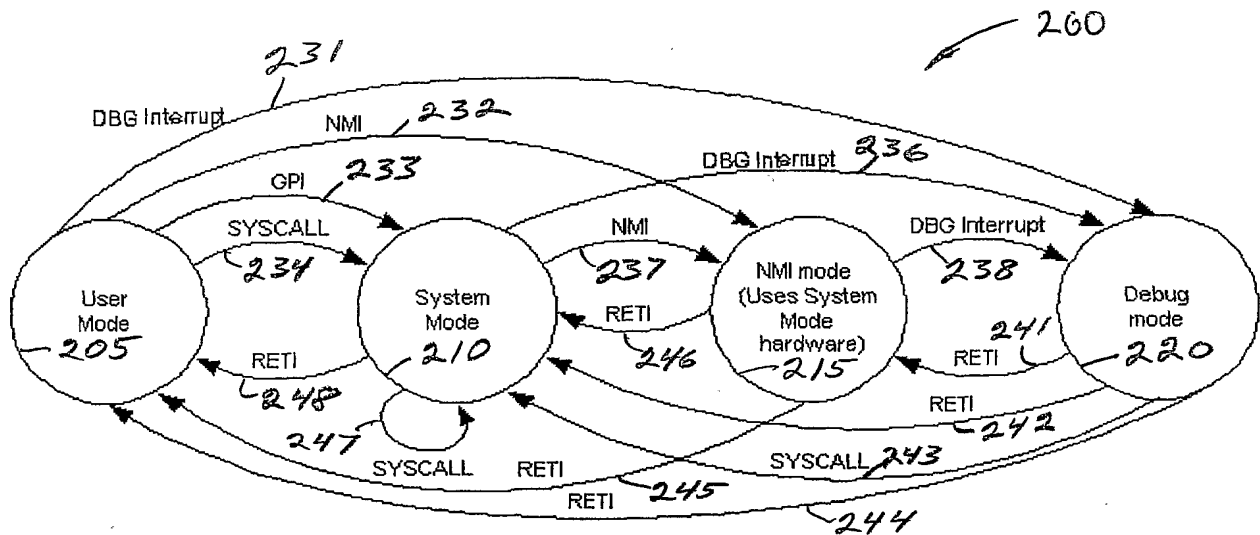 200
231
DBG Interrupt
232
NMI
DBG Interrupt
236
GPI
233
SYSCALL
234
NMI
237
DBG Interrupt
238
User
Mode
205
System
Mode
210
NMI mode
(Uses System
Mode
hardware)
215
Debug
mode
220
RETI
248
RETI
246
RETI
241
RETI
242
247
SYSCALL
SYSCALL
243
RETI
245
RETI
244